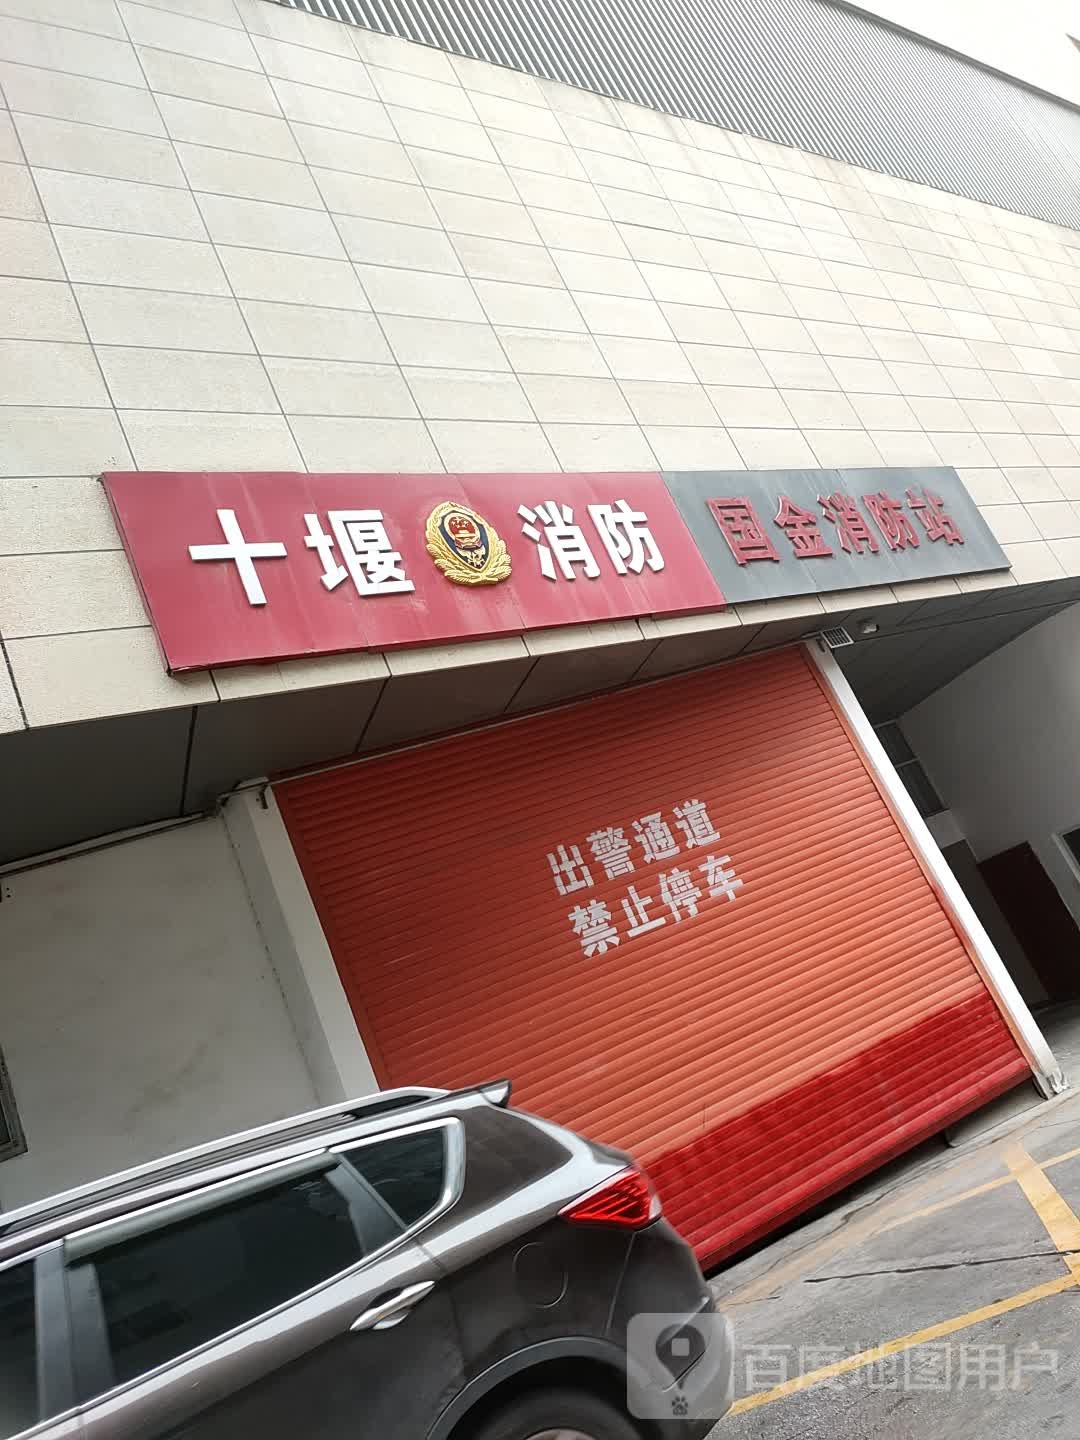 十堰 消防 国金消防站
出警通道
禁止停车
百度地图用户